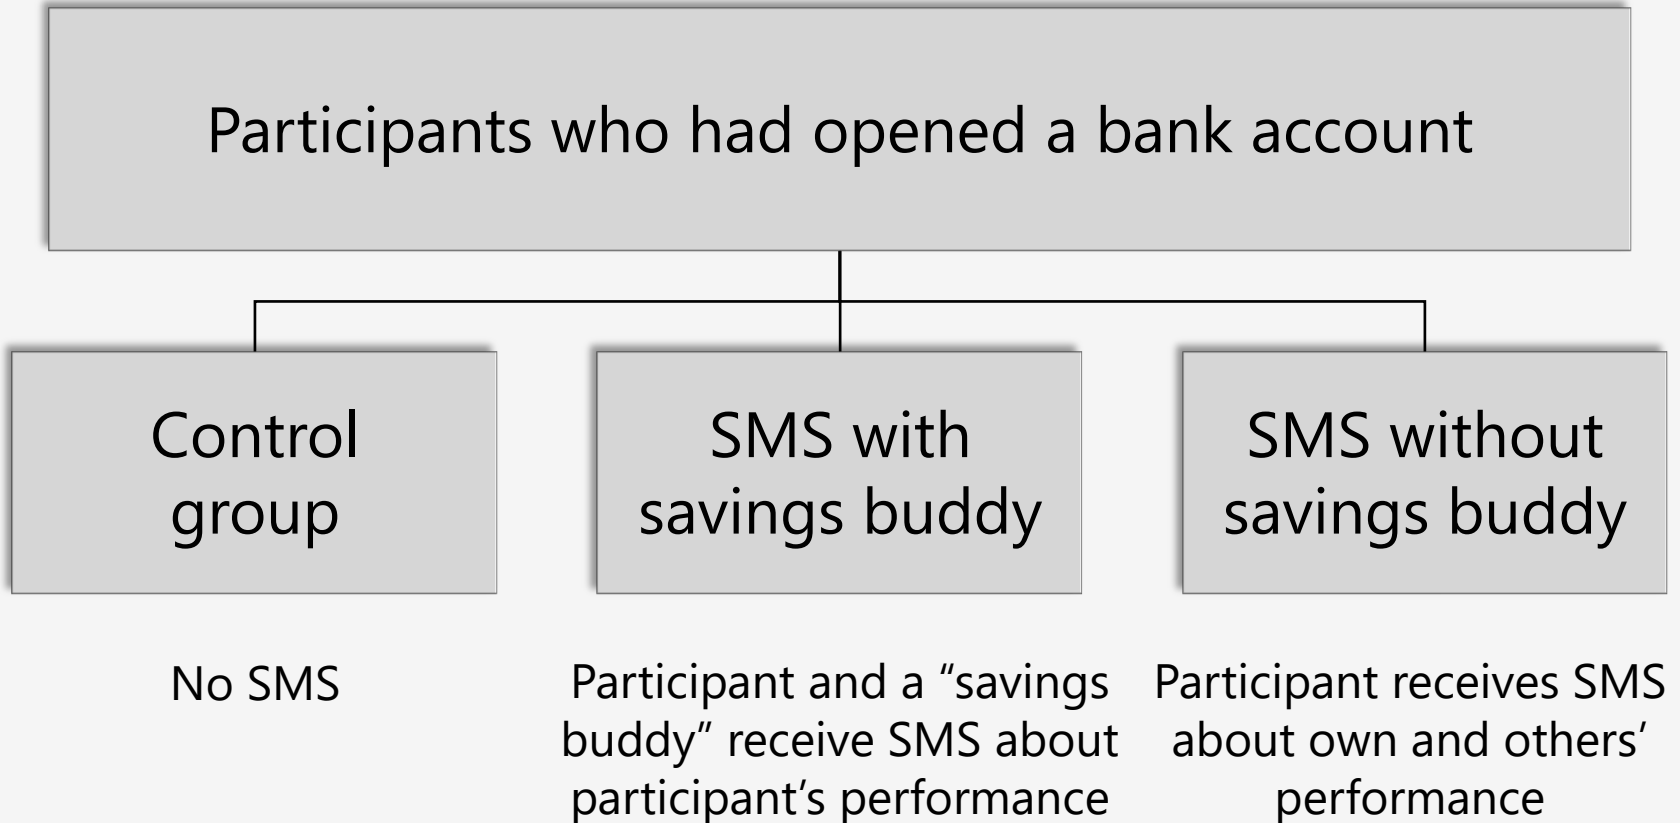 Participants who had opened a bank account
Control
group
SMS with
savings buddy
SMS without
savings buddy
No SMS
Participant and a “savings
buddy” receive SMS about
participant’s performance
Participant receives SMS
about own and others’
performance